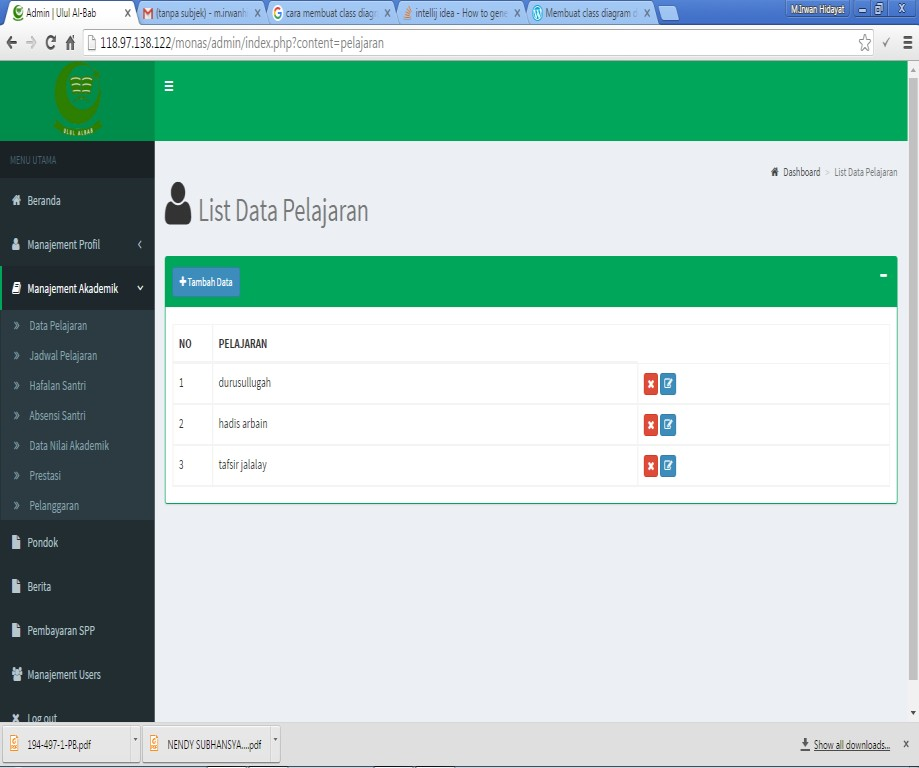 Admin | Ulul Al-Bab
(tanpa subjek) - m.irwanh
cara membuat class diagr
intellij idea - How to gene
Membuat class diagram d
M.Irwan Hidayat
118.97.138.122/monas/admin/index.php?content=pelajaran
ULUL ALBAB
MENU UTAMA
Beranda
Manajement Profil
Manajement Akademik
Data Pelajaran
Jadwal Pelajaran
Hafalan Santri
Absensi Santri
Data Nilai Akademik
Prestasi
Pelanggaran
Pondok
Berita
Pembayaran SPP
Manajement Users
Log out
Dashboard > List Data Pelajaran
List Data Pelajaran
+Tambah Data
NO PELAJARAN
1 durusullugah
2 hadis arbain
3 tafsir jalalay
194-497-1-PB.pdf
NENDY SUBHANSYA....pdf
Show all downloads...